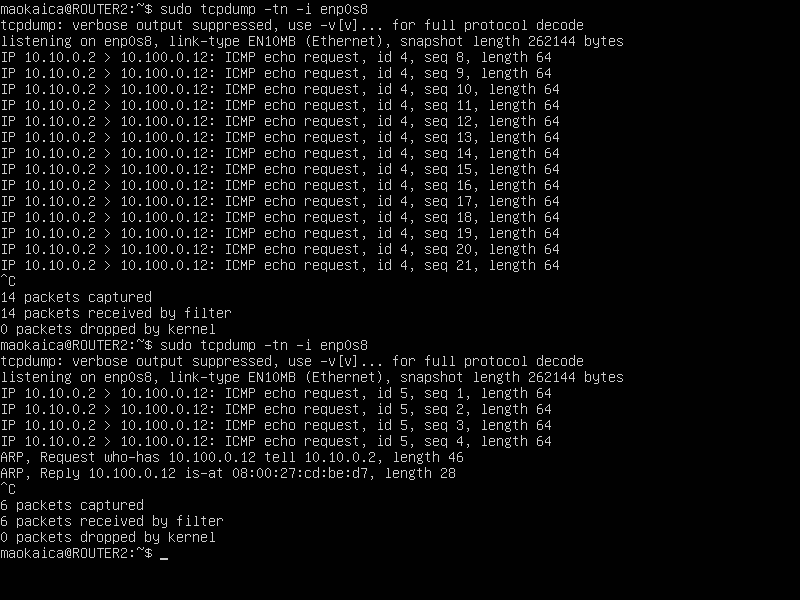 maokaica@ROUTER2:~$ sudo tcpdump -tn -i enp0s8
tcpdump: verbose output suppressed, use -v[v]... for full protocol decode
listening on enp0s8, link-type EN10MB (Ethernet), snapshot length 262144 bytes
IP 10.10.0.2 > 10.100.0.12: ICMP echo request, id 4, seq 8, length 64
IP 10.10.0.2 > 10.100.0.12: ICMP echo request, id 4, seq 9, length 64
IP 10.10.0.2 > 10.100.0.12: ICMP echo request, id 4, seq 10, length 64
IP 10.10.0.2 > 10.100.0.12: ICMP echo request, id 4, seq 11, length 64
IP 10.10.0.2 > 10.100.0.12: ICMP echo request, id 4, seq 12, length 64
IP 10.10.0.2 > 10.100.0.12: ICMP echo request, id 4, seq 13, length 64
IP 10.10.0.2 > 10.100.0.12: ICMP echo request, id 4, seq 14, length 64
IP 10.10.0.2 > 10.100.0.12: ICMP echo request, id 4, seq 15, length 64
IP 10.10.0.2 > 10.100.0.12: ICMP echo request, id 4, seq 16, length 64
IP 10.10.0.2 > 10.100.0.12: ICMP echo request, id 4, seq 17, length 64
IP 10.10.0.2 > 10.100.0.12: ICMP echo request, id 4, seq 18, length 64
IP 10.10.0.2 > 10.100.0.12: ICMP echo request, id 4, seq 19, length 64
IP 10.10.0.2 > 10.100.0.12: ICMP echo request, id 4, seq 20, length 64
IP 10.10.0.2 > 10.100.0.12: ICMP echo request, id 4, seq 21, length 64
^C
14 packets captured
14 packets received by filter
0 packets dropped by kernel
maokaica@ROUTER2:~$ sudo tcpdump -tn -i enp0s8
tcpdump: verbose output suppressed, use -v[v]... for full protocol decode
listening on enp0s8, link-type EN10MB (Ethernet), snapshot length 262144 bytes
IP 10.10.0.2 > 10.100.0.12: ICMP echo request, id 5, seq 1, length 64
IP 10.10.0.2 > 10.100.0.12: ICMP echo request, id 5, seq 2, length 64
IP 10.10.0.2 > 10.100.0.12: ICMP echo request, id 5, seq 3, length 64
IP 10.10.0.2 > 10.100.0.12: ICMP echo request, id 5, seq 4, length 64
ARP, Request who-has 10.100.0.12 tell 10.10.0.2, length 46
ARP, Reply 10.100.0.12 is-at 08:00:27:cd:be:d7, length 28
^C
6 packets captured
6 packets received by filter
0 packets dropped by kernel
maokaica@ROUTER2:~$ _